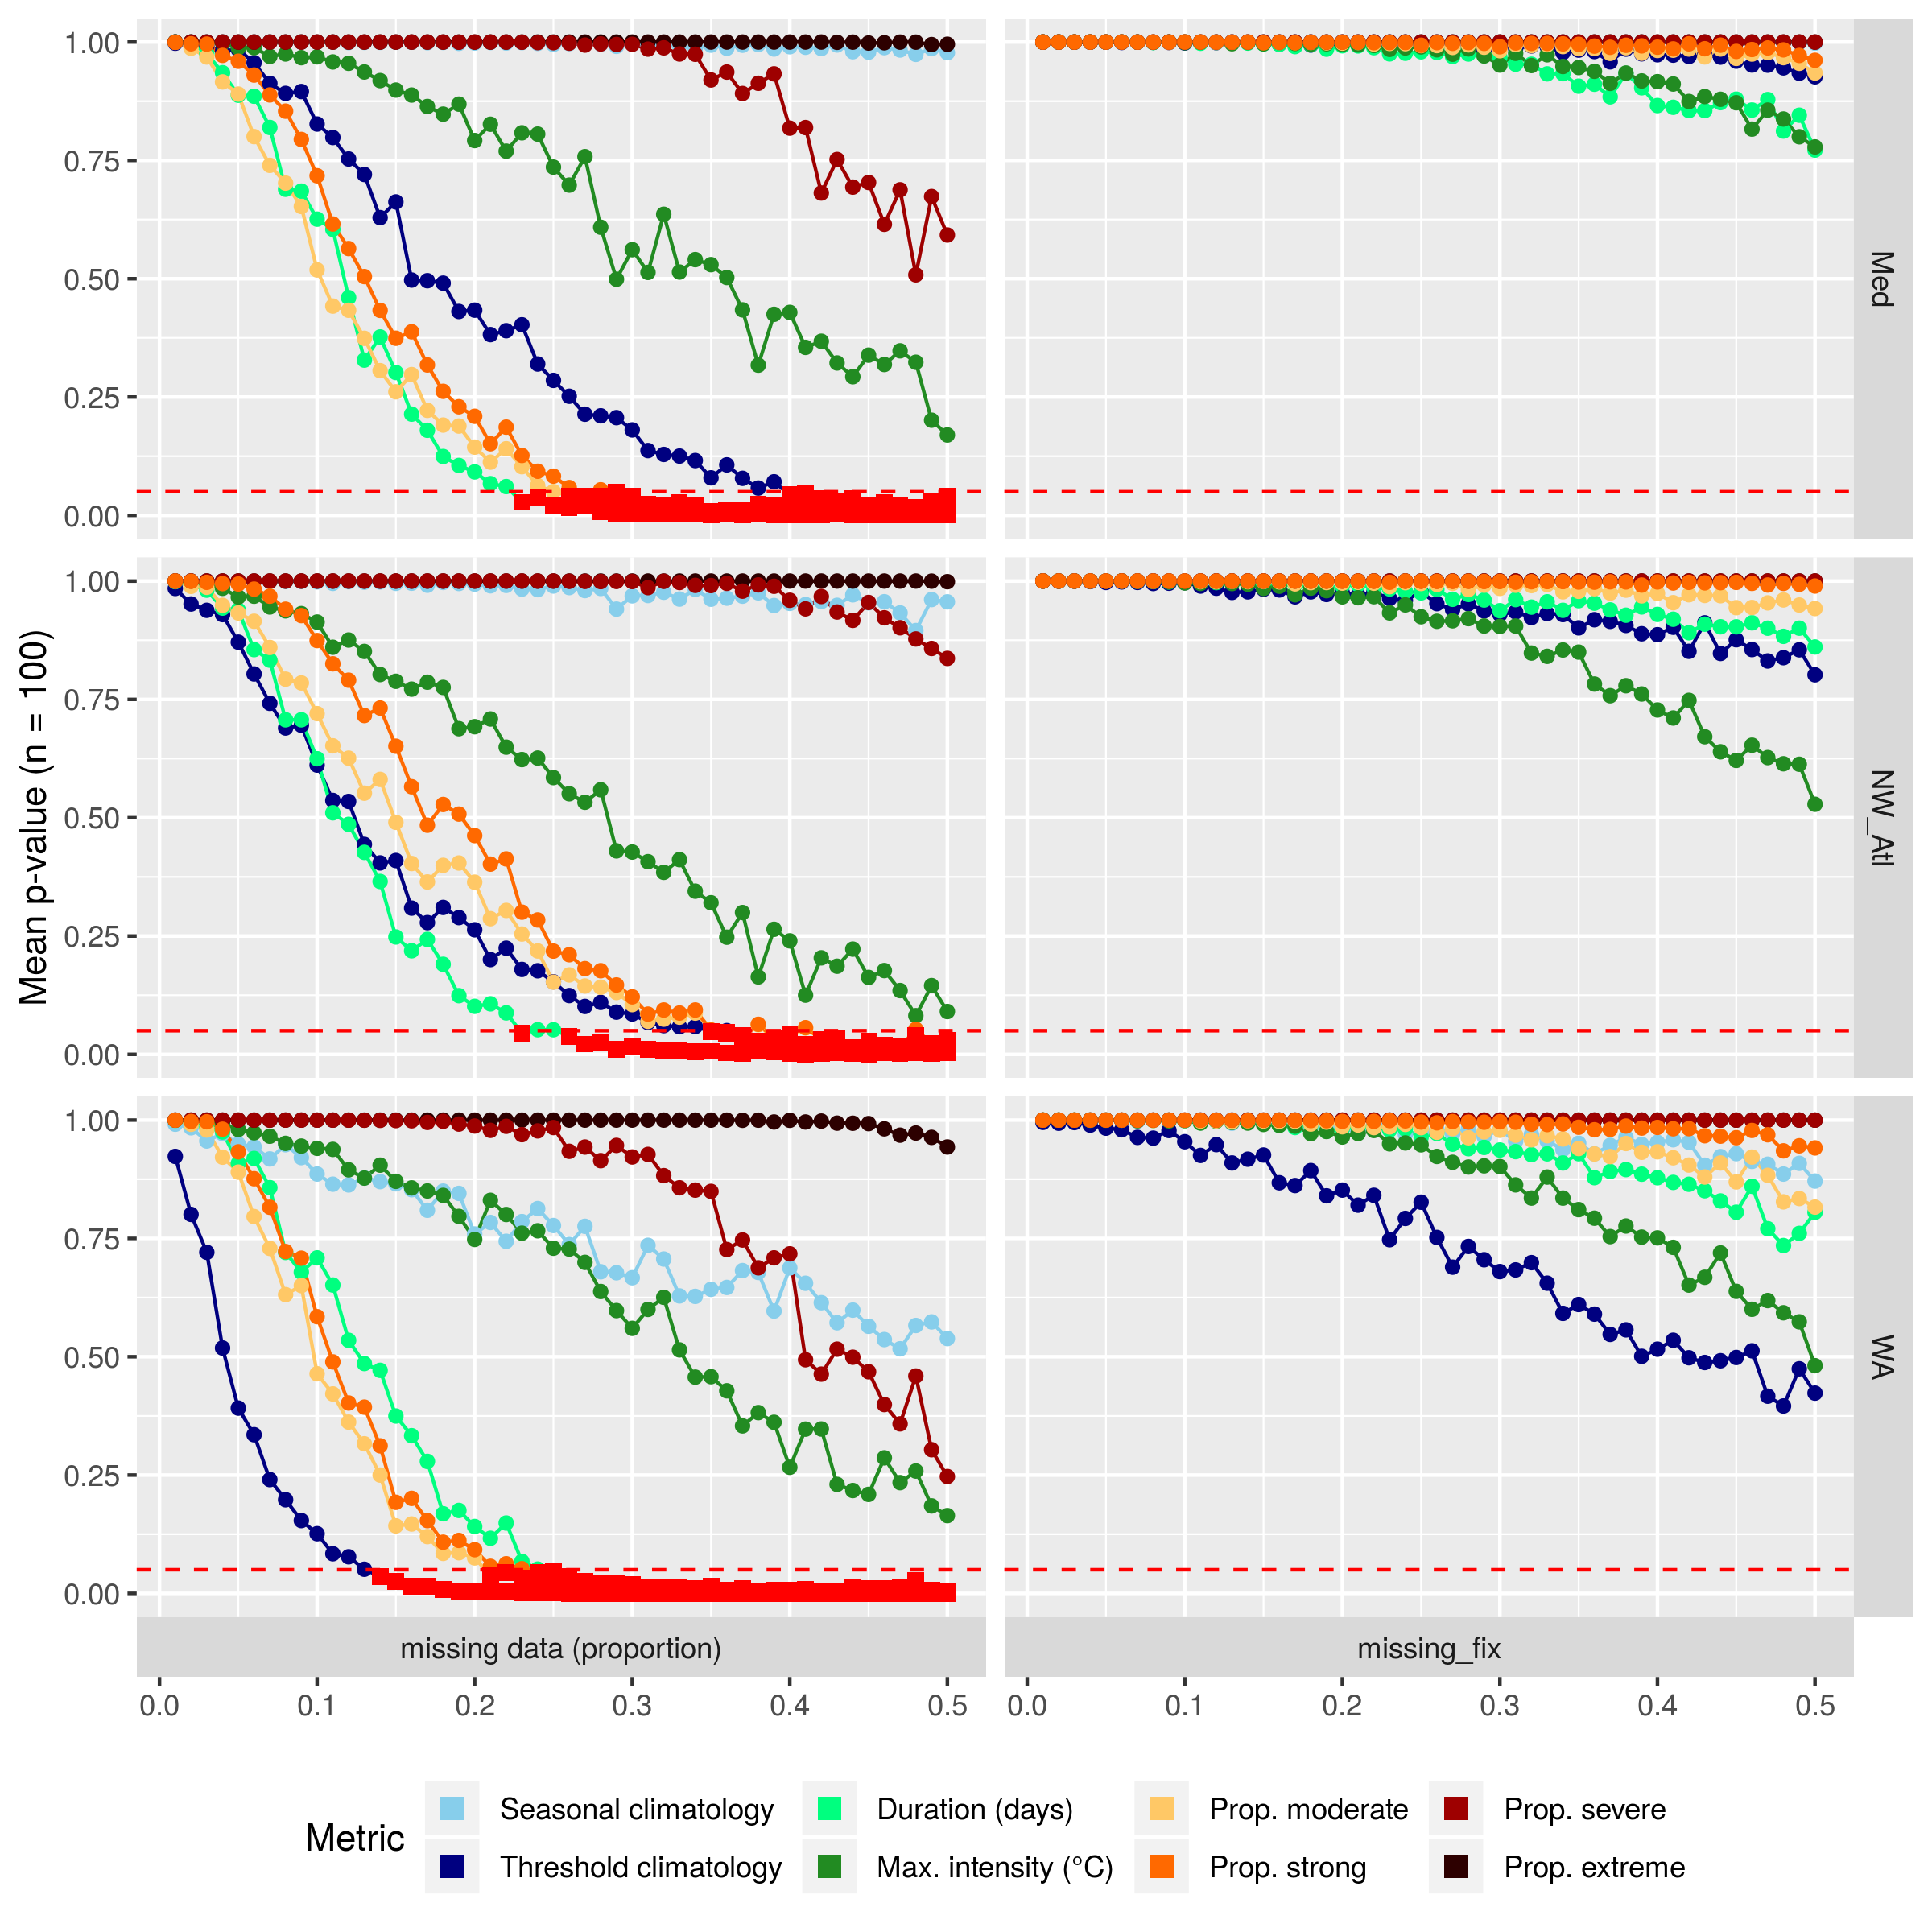 1.00
0.75
0.50
0.25
0.00
Med
1.00
0.75
0.50
0.25
0.00
NW_Atl
1.00
0.75
0.50
0.25
0.00
WA
Mean p-value (n = 100)
missing data (proportion) missing_fix
0.0 0.1 0.2 0.3 0.4 0.5 0.0 0.1 0.2 0.3 0.4 0.5
Metric
Seasonal climatology Duration (days) Prop. moderate Prop. severe
Threshold climatology Max. intensity (°C) Prop. strong Prop. extreme